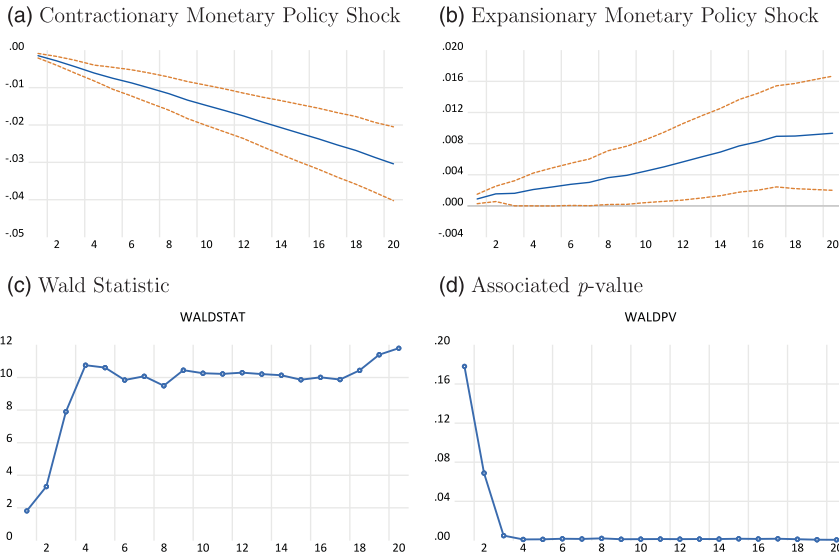 (a) Contractionary Monetary Policy Shock
.00
-.01
-.02
-.03
-.04
-.05
2 4 6 8 10 12 14 16 18 20
(b) Expansionary Monetary Policy Shock
.020
.016
.012
.008
.004
.000
-.004
2 4 6 8 10 12 14 16 18 20
(c) Wald Statistic
WALDSTAT
12
10
8
6
4
2
0
2 4 6 8 10 12 14 16 18 20
(d) Associated p-value
WALDPV
.20
.16
.12
.08
.04
.00
2 4 6 8 10 12 14 16 18 20